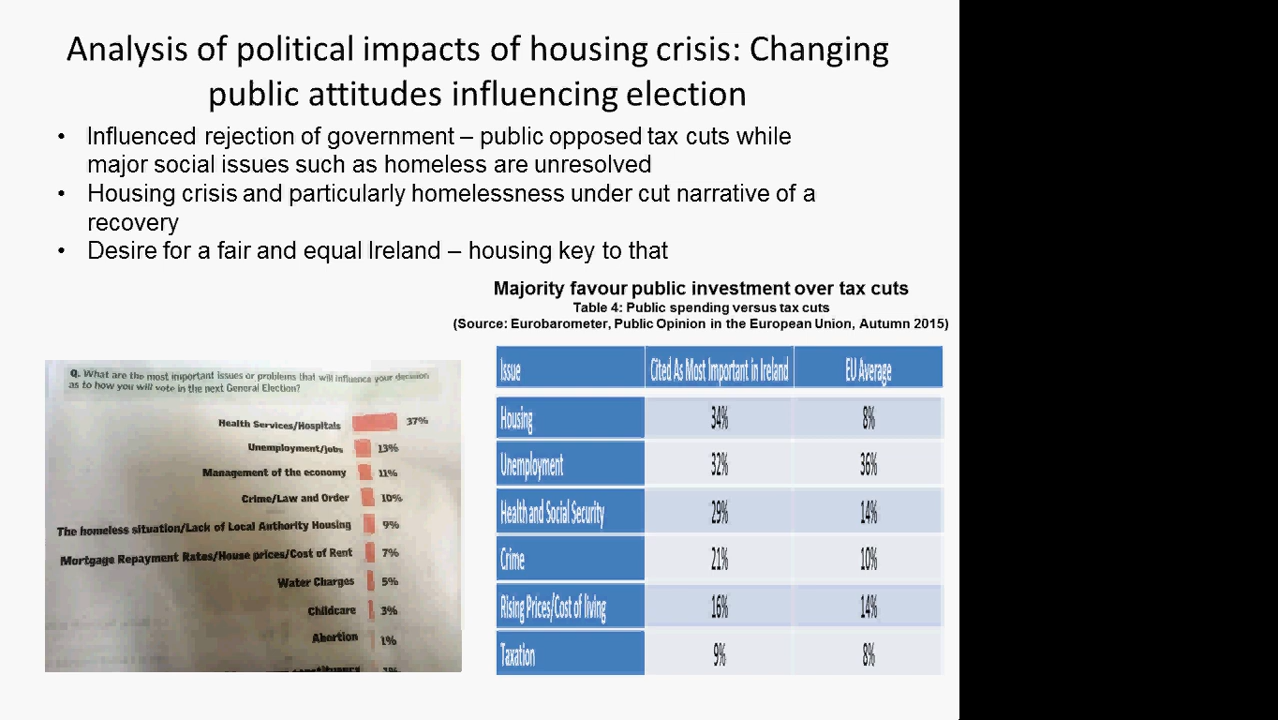 Analysis of political impacts of housing crisis: Changing
public attitudes influencing election
• Influenced rejection of government – public opposed tax cuts while
major social issues such as homeless are unresolved
• Housing crisis and particularly homelessness under cut narrative of a
recovery
• Desire for a fair and equal Ireland – housing key to that
Majority favour public investment over tax cuts
Table 4: Public spending versus tax cuts
(Source: Eurobarometer, Public Opinion in the European Union, Autumn 2015)
Q. What are the most important issues or problems that will influence your decision
as to how you will vote in the next General Election?
Health Services/Hospitals 37%
Unemployment/jobs 13%
Management of the economy 11%
Crime/Law and Order 10%
The homeless situation/Lack of Local Authority Housing 9%
Mortgage Repayment Rates/House prices/Cost of Rent 7%
Water Charges 5%
Childcare 3%
Abortion 1%
Issue Cited As Most Important in Ireland EU Average
Housing 34% 8%
Unemployment 32% 36%
Health and Social Security 29% 14%
Crime 21% 10%
Rising Prices/Cost of living 16% 14%
Taxation 9% 8%